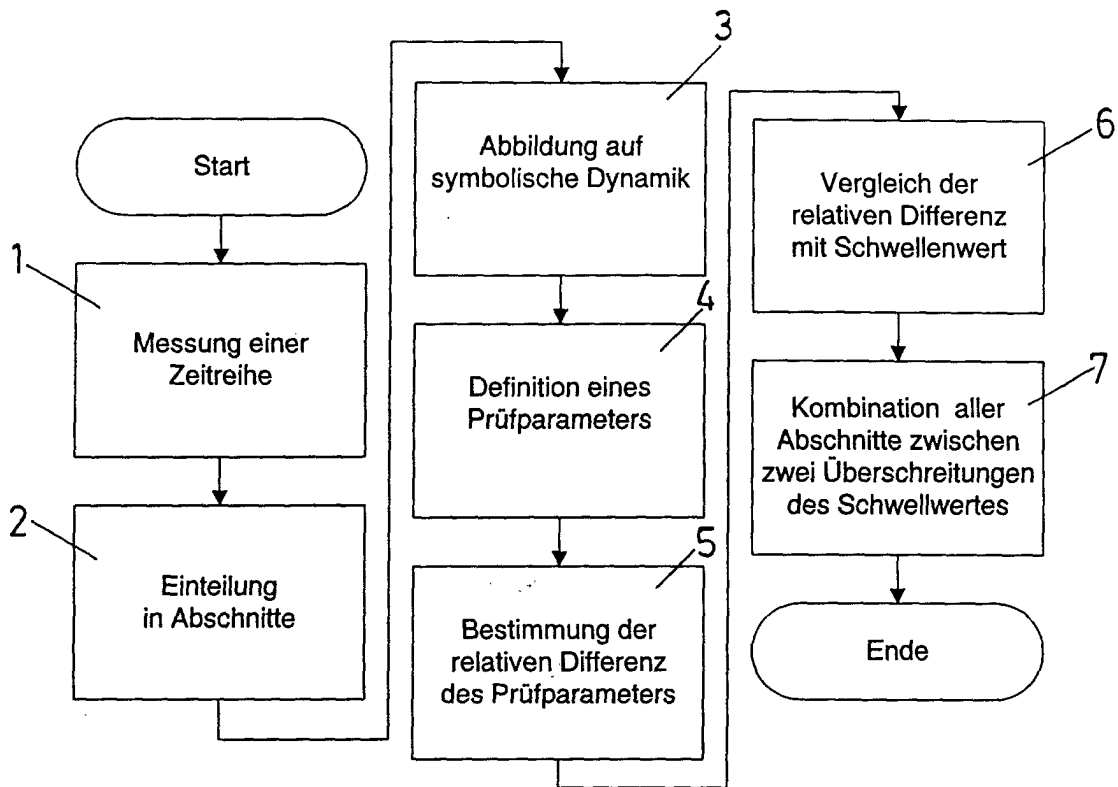 Start
1
Messung einer
Zeitreihe
2
Einteilung
in Abschnitte
3
Abbildung auf
symbolische Dynamik
4
Definition eines
Prüfparameters
5
Bestimmung der
relativen Differenz
des Prüfparameters
6
Vergleich der
relativen Differenz
mit Schwellenwert
7
Kombination aller
Abschnitte zwischen
zwei Überschreitungen
des Schwellwertes
Ende